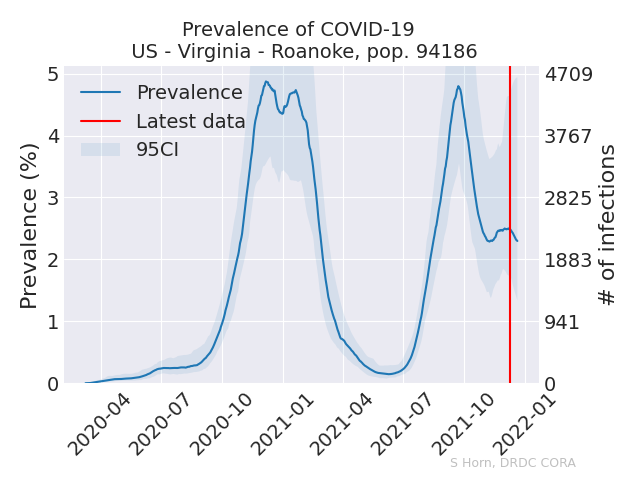 Prevalence of COVID-19
US - Virginia - Roanoke, pop. 94186
Prevalence
Latest data
95CI
Prevalence (%)
5
4
3
2
1
0
4709
3767
2825
1883
941
0
# of infections
2020-04
2020-07
2020-10
2021-01
2021-04
2021-07
2021-10
2022-01
S Horn, DRDC CORA